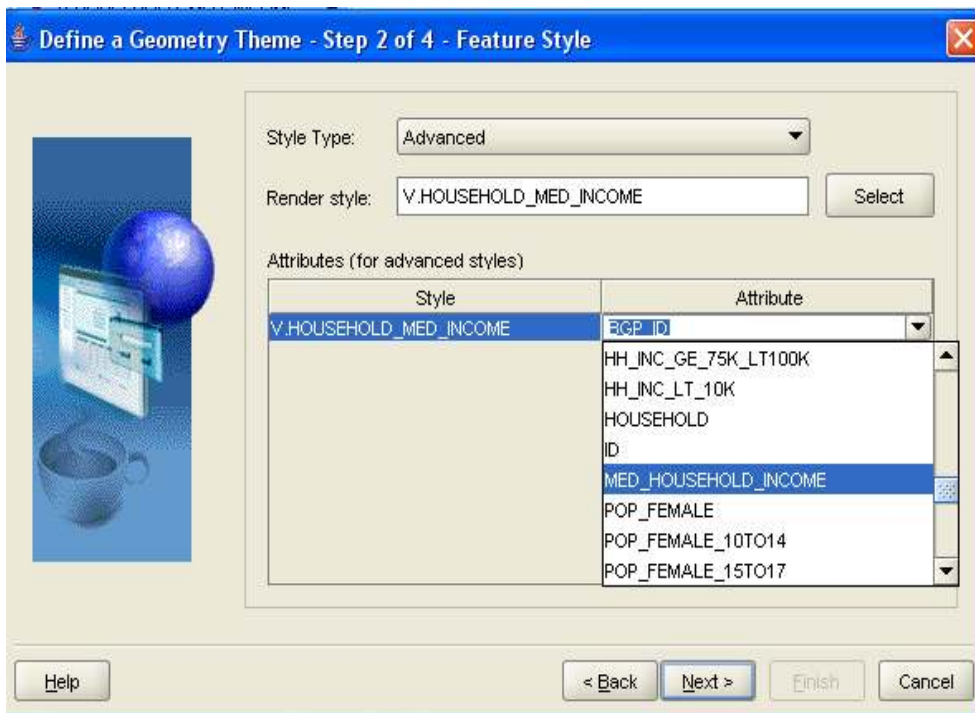 Define a Geometry Theme - Step 2 of 4 - Feature Style
Style Type: Advanced
Render style: V.HOUSEHOLD_MED_INCOME Select
Attributes (for advanced styles)
Style Attribute
V.HOUSEHOLD_MED_INCOME BGP_ID
HH_INC_GE_75K_LT100K
HH_INC_LT_10K
HOUSEHOLD
ID
MED_HOUSEHOLD_INCOME
POP_FEMALE
POP_FEMALE_10TO14
POP_FEMALE_15TO17
Help < Back Next > Finish Cancel